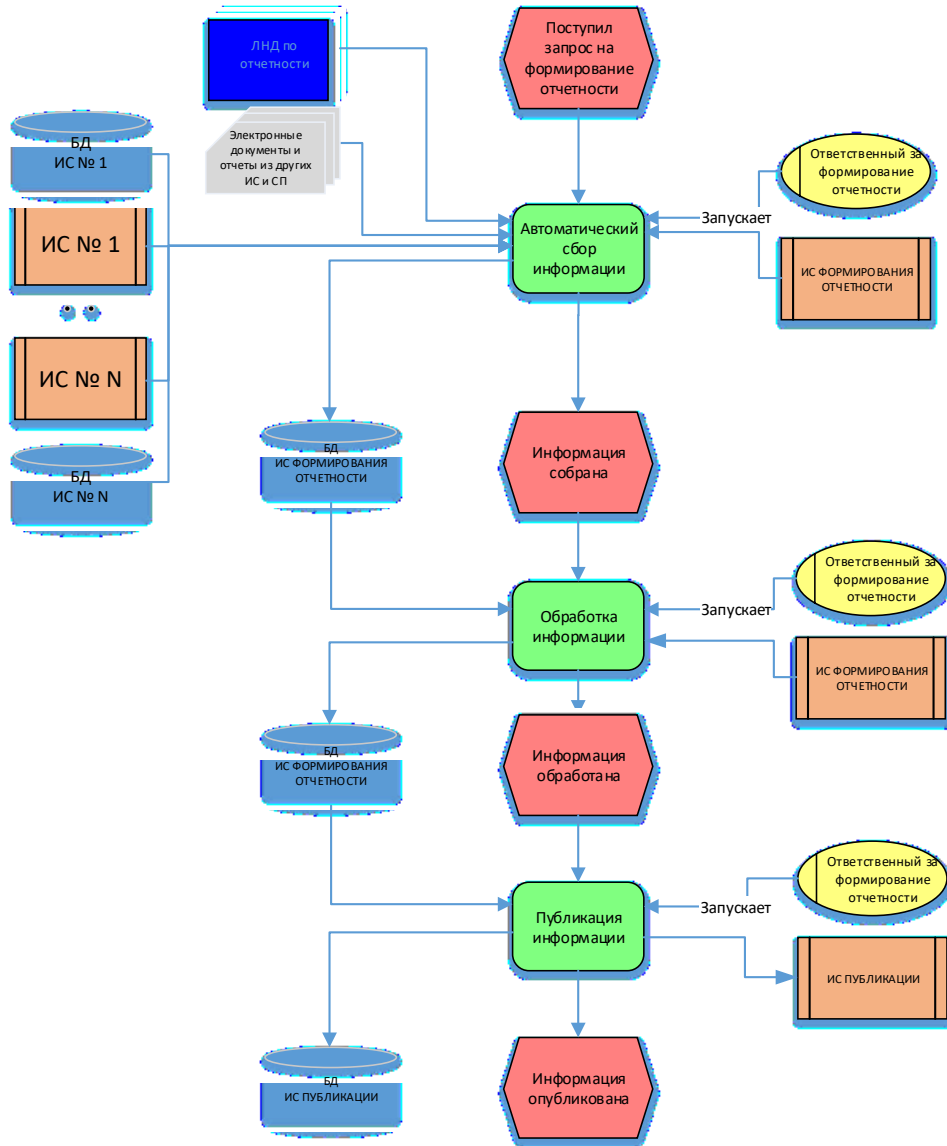 ЛНД по
отчетности
Поступил
запрос на
формирование
отчетности
Электронные
документы и
отчеты из других
ИС и СП
БД
ИС № 1
Ответственный за
формирование
отчетности
Запускает
ИС № 1
Автоматический
сбор
информации
ИС ФОРМИРОВАНИЯ
ОТЧЕТНОСТИ
ИС № N
БД
ИС № N
БД
ИС ФОРМИРОВАНИЯ
ОТЧЕТНОСТИ
Информация
собрана
Ответственный за
формирование
отчетности
Запускает
Обработка
информации
ИС ФОРМИРОВАНИЯ
ОТЧЕТНОСТИ
БД
ИС ФОРМИРОВАНИЯ
ОТЧЕТНОСТИ
Информация
обработана
Ответственный за
формирование
отчетности
Запускает
Публикация
информации
ИС ПУБЛИКАЦИИ
БД
ИС ПУБЛИКАЦИИ
Информация
опубликована